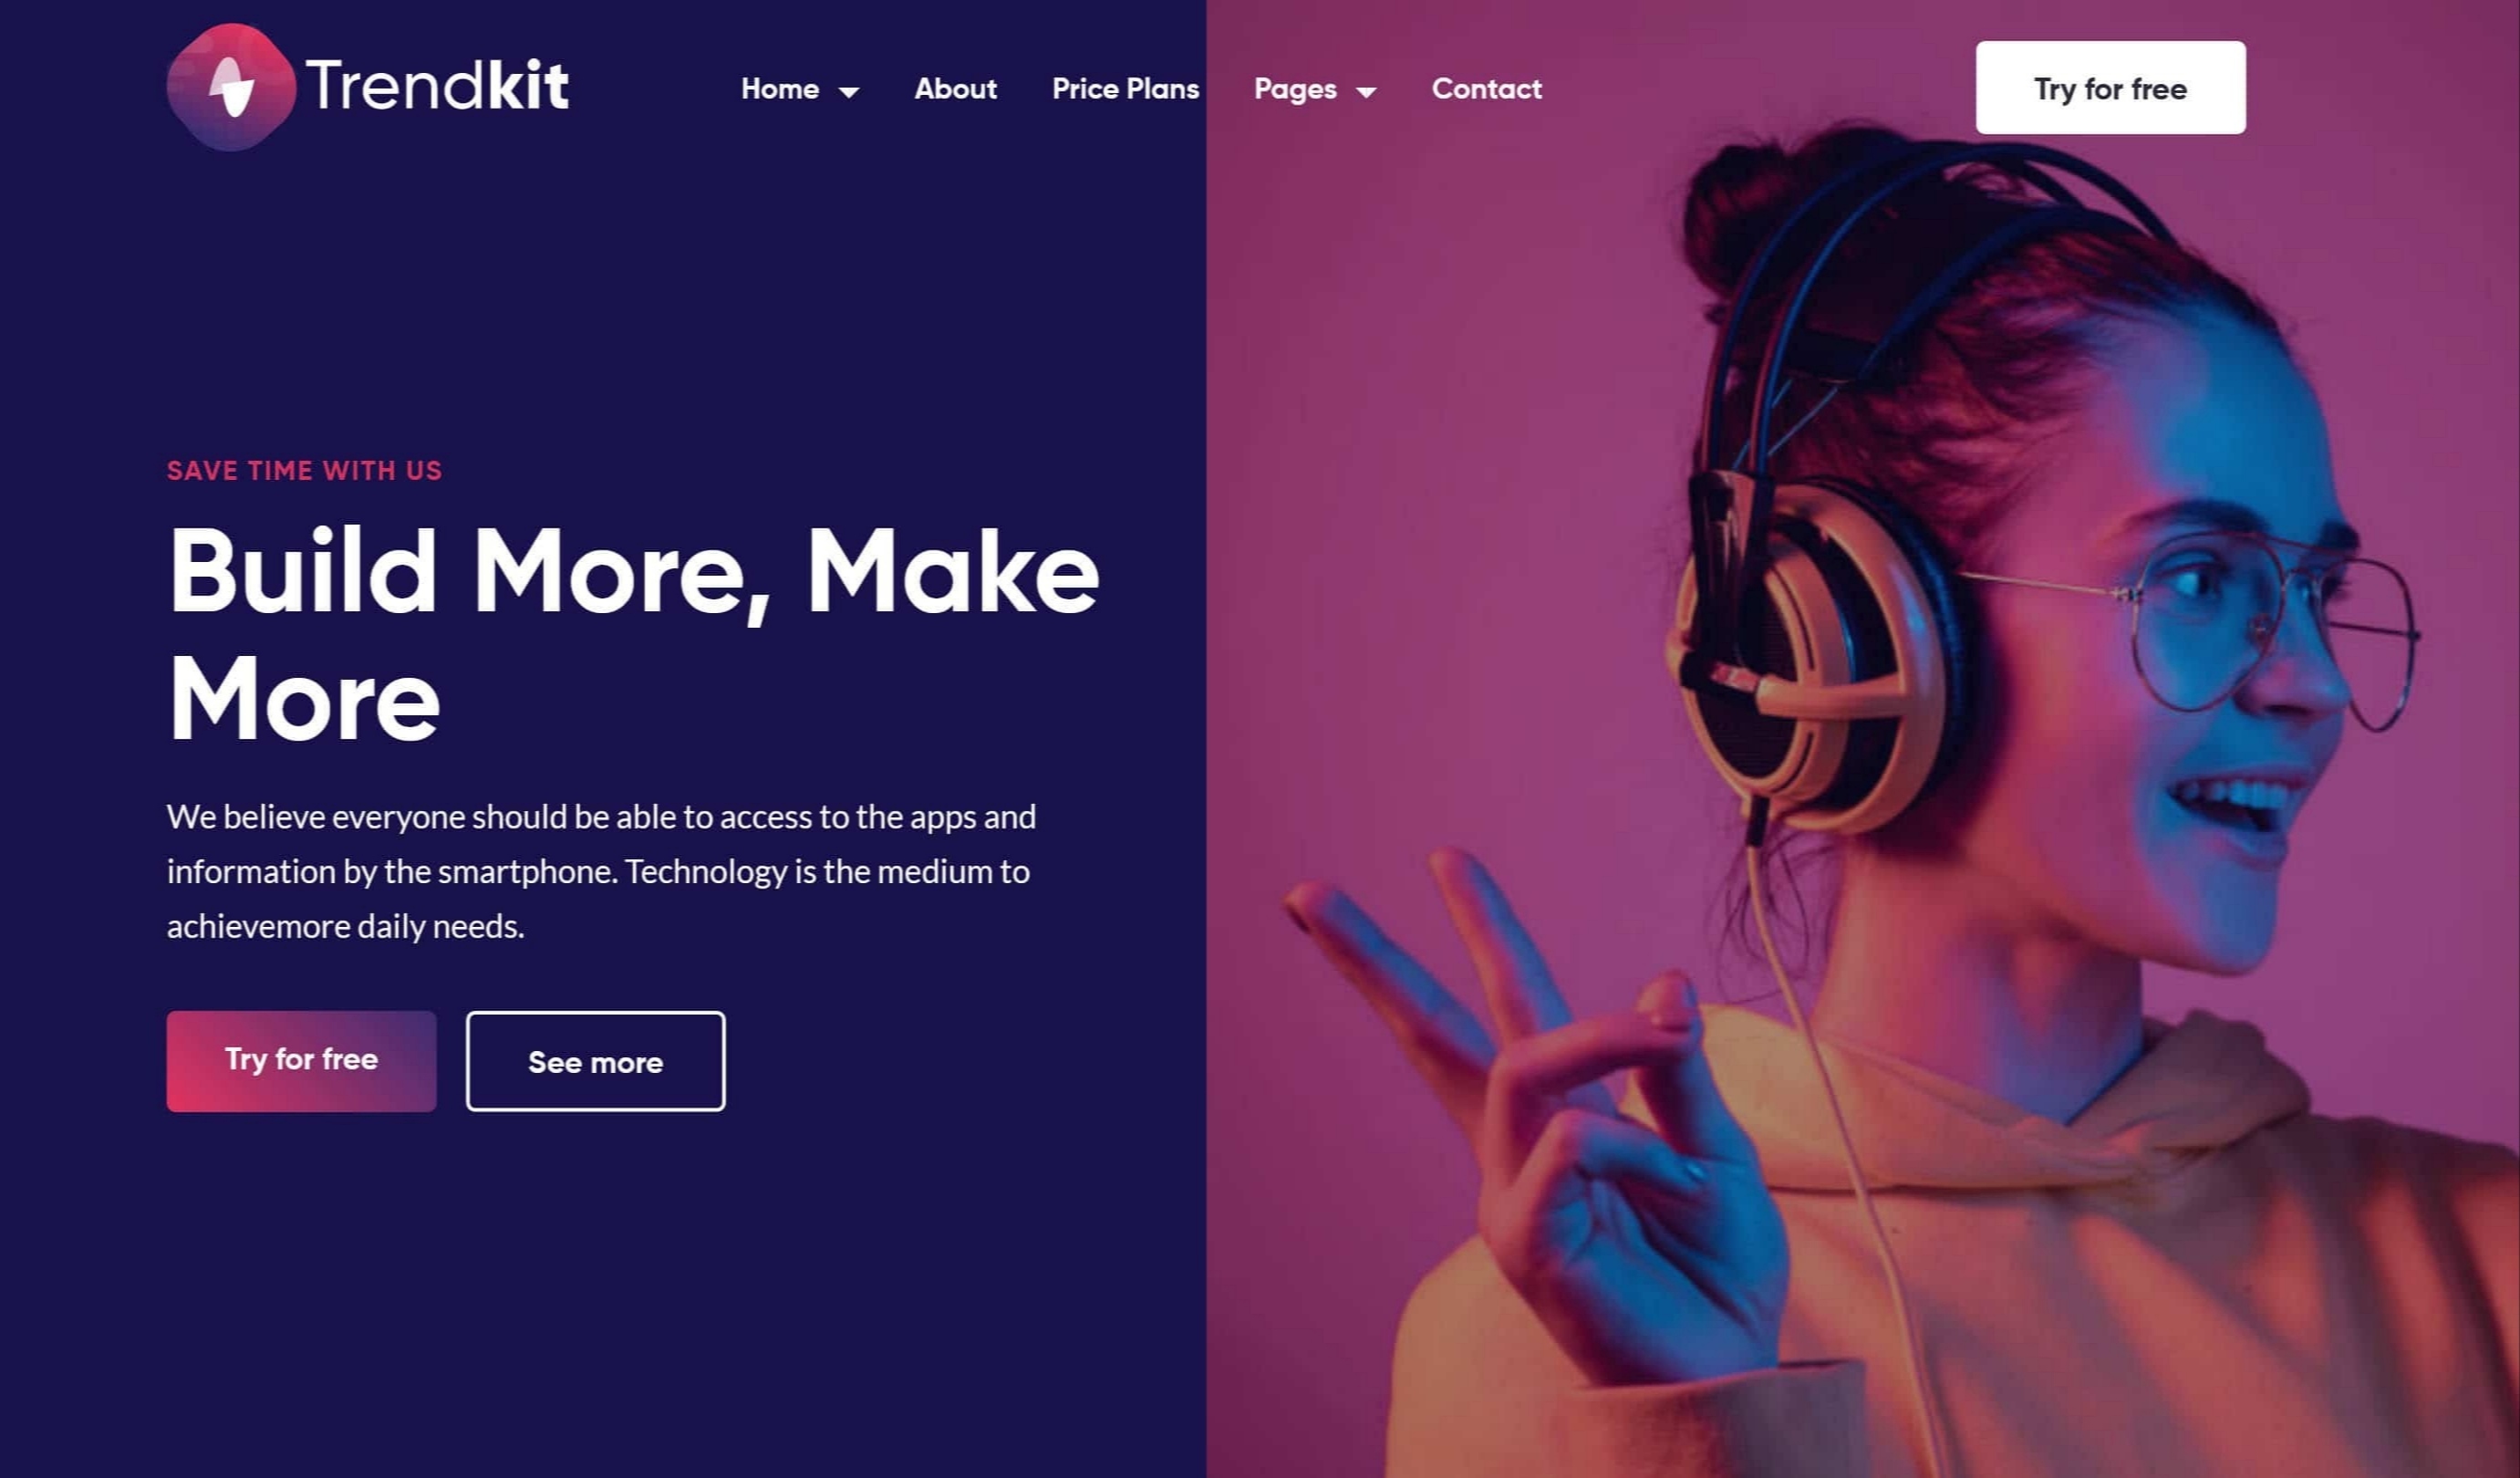 Trendkit
Home
About
Price Plans
Pages
Contact
Try for free
SAVE TIME WITH US
Build More, Make
More
We believe everyone should be able to access to the apps and
information by the smartphone. Technology is the medium to
achievemore daily needs.
Try for free
See more